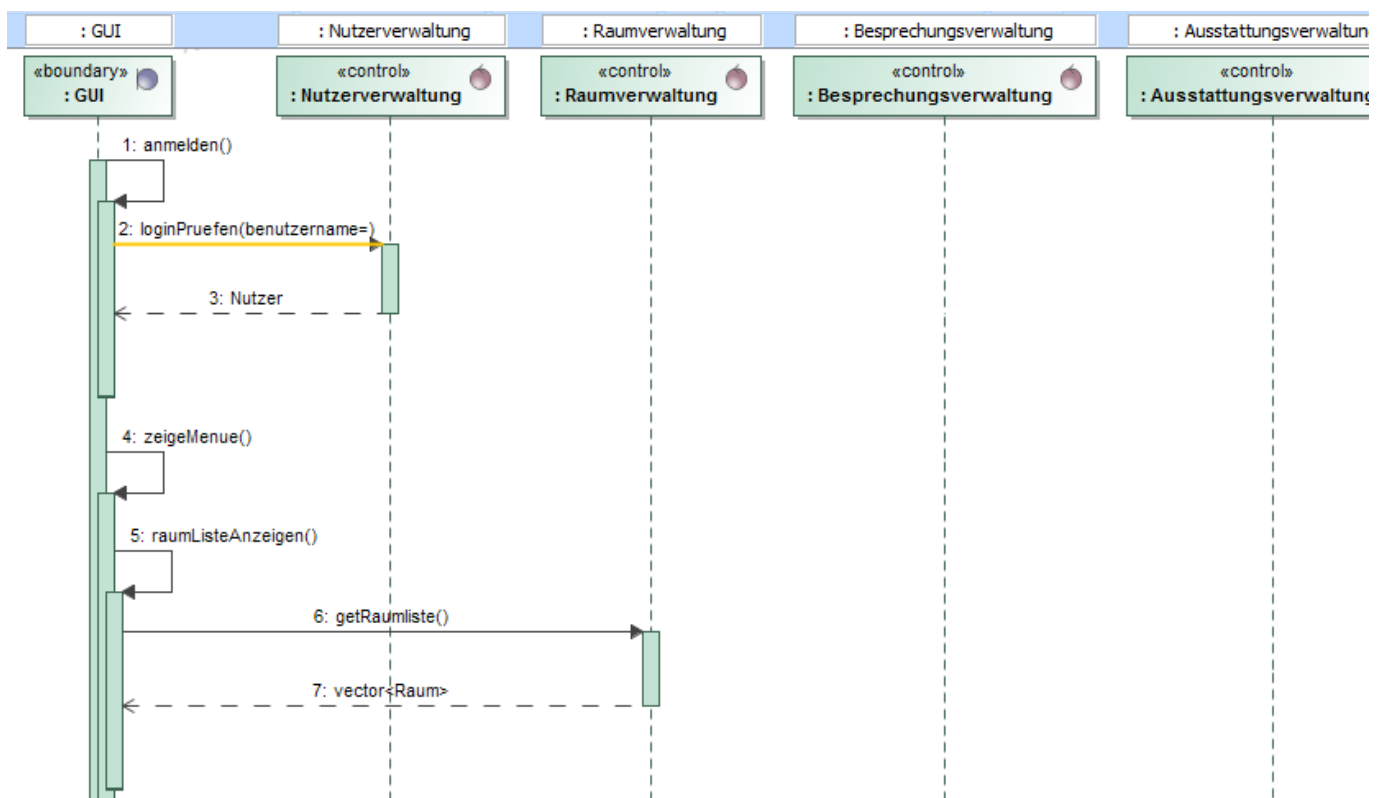 : GUI
: Nutzerverwaltung
: Raumverwaltung
: Besprechungsverwaltung
: Ausstattungsverwaltun
«boundary»
: GUI
«control»
: Nutzerverwaltung
«control»
: Raumverwaltung
«control»
: Besprechungsverwaltung
«control»
: Ausstattungsverwaltung
1: anmelden()
2: loginPruefen(benutzername=)
3: Nutzer
4: zeigeMenue()
5: raumListeAnzeigen()
6: getRaumliste()
7: vector<Raum>